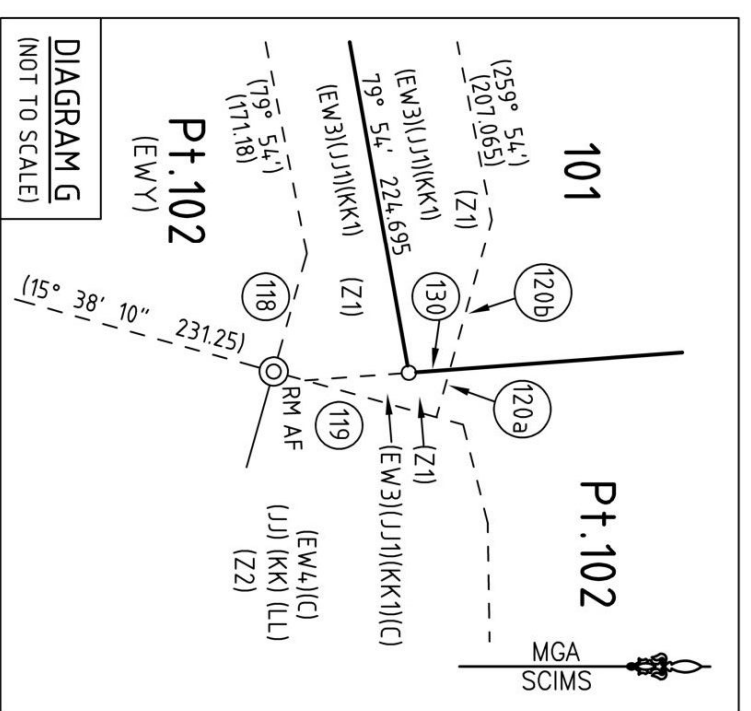 101
(259° 54')
(207.065)
(Z1)
(EW3)(JJ1)(KK1)
79° 54' 224.695
(EW3)(JJ1)(KK1)
(Z1)
130
120b
120a
Pt.102
(79° 54')
(171.18)
Pt.102
(EWY)
118
119
RM AF
(Z1)
(EW3)(JJ1)(KK1)(C)
(15° 38' 10" 231.25)
(EW4)(C)
(JJ) (KK) (LL)
(Z2)
MGA
SCIMS
DIAGRAM G
(NOT TO SCALE)